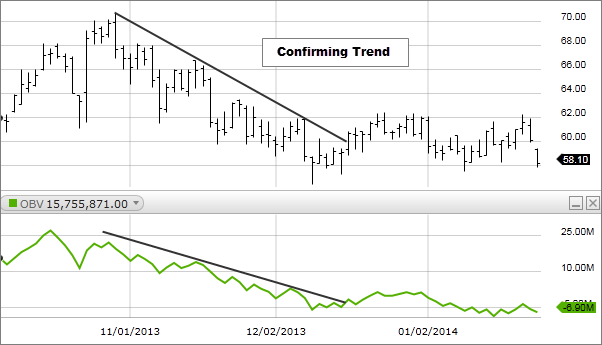 70.00
Confirming Trend
68.00
66.00
64.00
62.00
60.00
58.10
OBV 15,755,871.00
25.00M
10.00M
-6.90M
11/01/2013
12/02/2013
01/02/2014